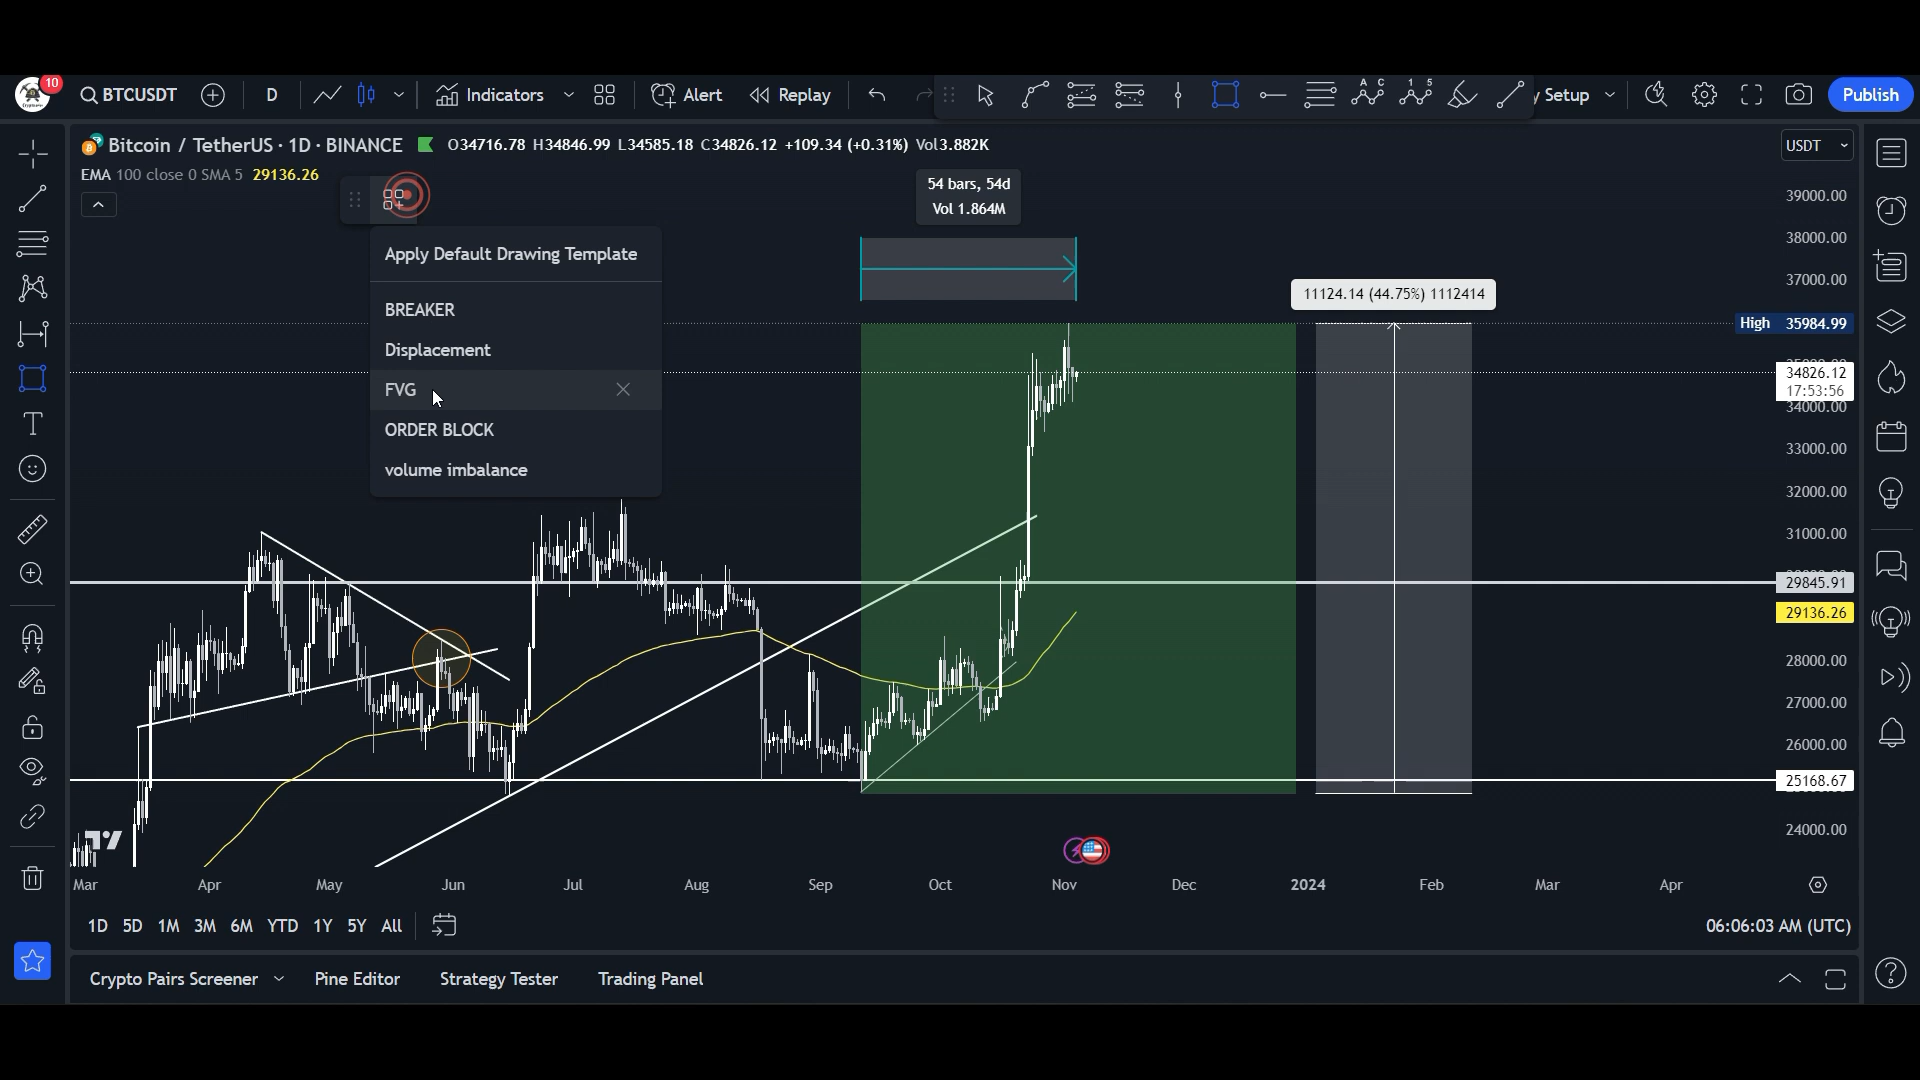 10
BTCUSDT
D
Indicators
Alert
Replay
A C
1 5
y Setup
Publish
Bitcoin / TetherUS · 1D · BINANCE
O34716.78 H34846.99 L34585.18 C34826.12 +109.34 (+0.31%) Vol3.882K
USDT
EMA 100 close 0 SMA 5 29136.26
54 bars, 54d
Vol 1.864M
Apply Default Drawing Template
BREAKER
Displacement
FVG
ORDER BLOCK
volume imbalance
11124.14 (44.75%) 1112414
39000.00
38000.00
37000.00
High 35984.99
34826.12
17:53:56
34000.00
33000.00
32000.00
31000.00
29845.91
29136.26
28000.00
27000.00
26000.00
25168.67
24000.00
Mar Apr May Jun Jul Aug Sep Oct Nov Dec 2024 Feb Mar Apr
1D 5D 1M 3M 6M YTD 1Y 5Y All
06:06:03 AM (UTC)
Crypto Pairs Screener Pine Editor Strategy Tester Trading Panel